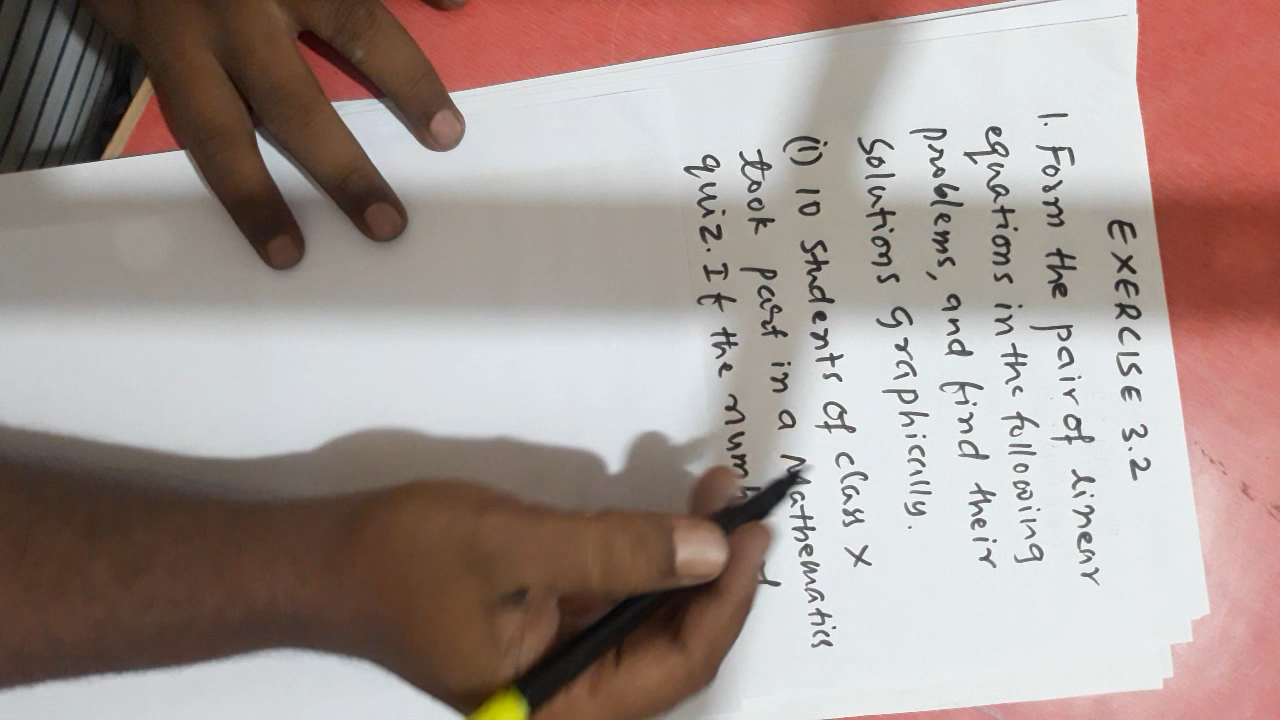 EXERCISE 3.2
1. Form the pair of linear
equations in the following
problems, and find their
solutions graphically.
(i) 10 students of class X
took part in a Mathematics
quiz. If the